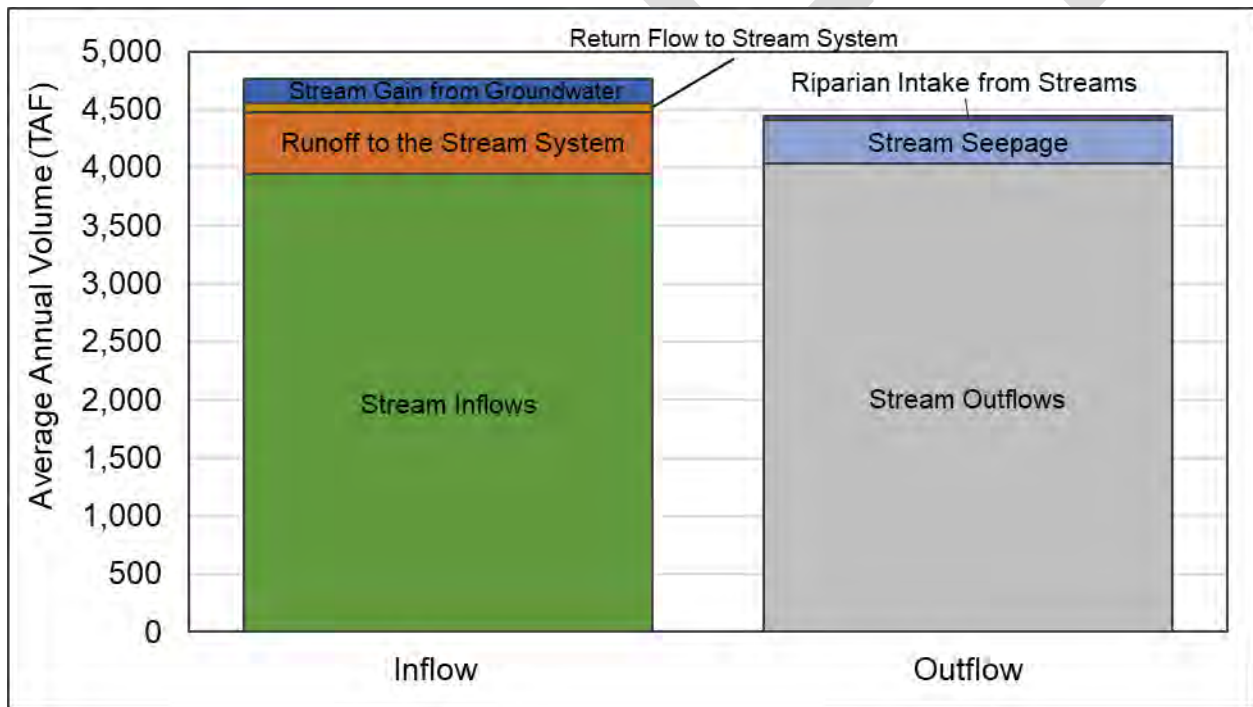 Return Flow to Stream System
5,000
4,500
4,000
3,500
3,000
2,500
2,000
1,500
1,000
500
0
Average Annual Volume (TAF)
Stream Gain from Groundwater
Runoff to the Stream System
Stream Inflows
Riparian Intake from Streams
Stream Seepage
Stream Outflows
Inflow
Outflow